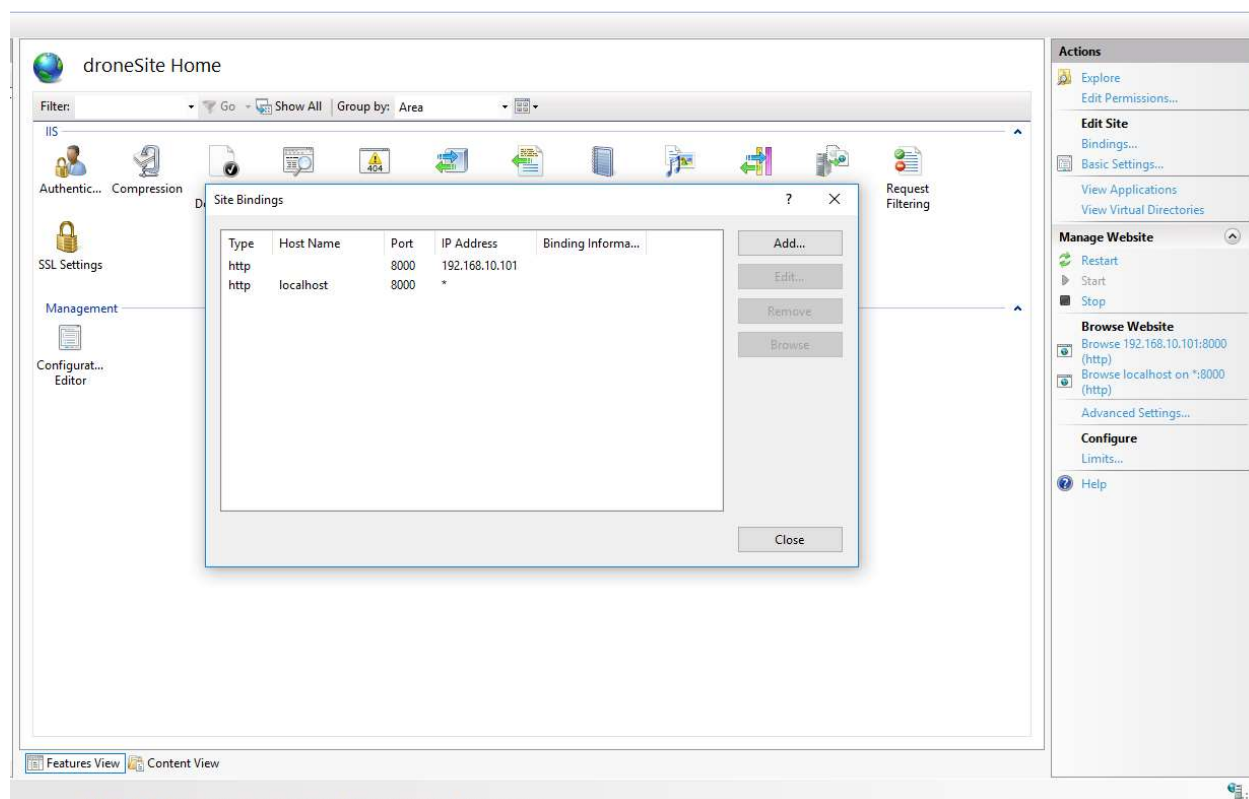 droneSite Home
Filter:
Go
Show All
Group by:
Area
IIS
404
Authentic...
Compression
D
Request
Filtering
SSL Settings
Management
Configurat...
Editor
Site Bindings
?
Type Host Name Port IP Address Binding Informa...
http 8000 192.168.10.101
http localhost 8000 *
Add...
Edit...
Remove
Browse
Close
Features View
Content View
Actions
Explore
Edit Permissions...
Edit Site
Bindings...
Basic Settings...
View Applications
View Virtual Directories
Manage Website
Restart
Start
Stop
Browse Website
Browse 192.168.10.101:8000
(http)
Browse localhost on *:8000
(http)
Advanced Settings...
Configure
Limits...
Help